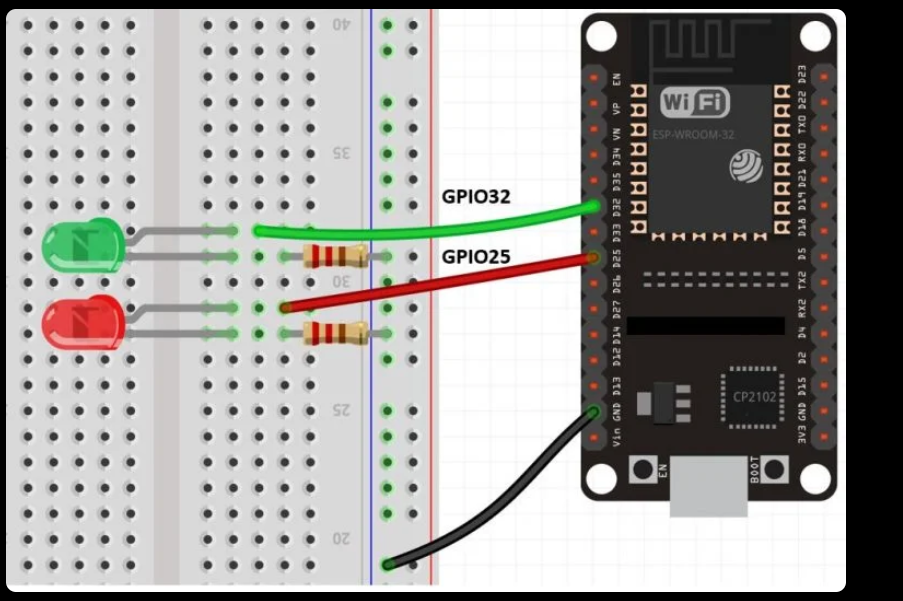 40
35
30
25
20
GPIO32
GPIO25
EN
VP
VN
D34
D35
D32
D33
D25
D26
D27
D14
D12
D13
GND
Vin
WiFi
ESP-WROOM-32
CP2102
EN
BOOT
D23
D22
TX0
RX0
D21
D19
D18
D5
TX2
RX2
D4
D2
D15
GND
3V3